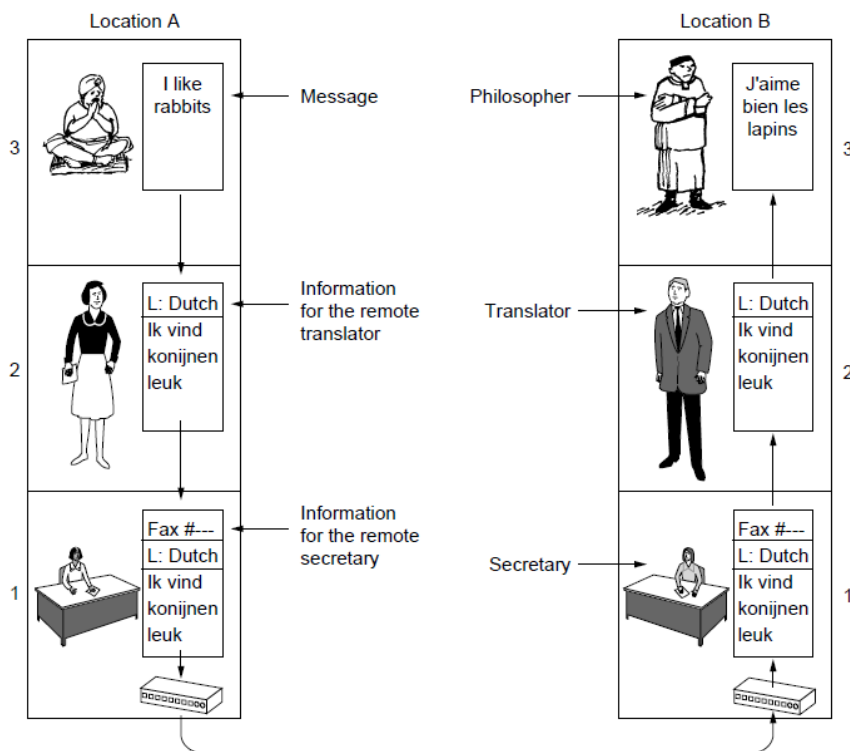 Location A
Location B
I like
rabbits
Message
Philosopher
J'aime
bien les
lapins
3
3
L: Dutch
Ik vind
konijnen
leuk
Information
for the remote
translator
Translator
L: Dutch
Ik vind
konijnen
leuk
2
2
Fax #---
L: Dutch
Ik vind
konijnen
leuk
Information
for the remote
secretary
Secretary
Fax #---
L: Dutch
Ik vind
konijnen
leuk
1
1